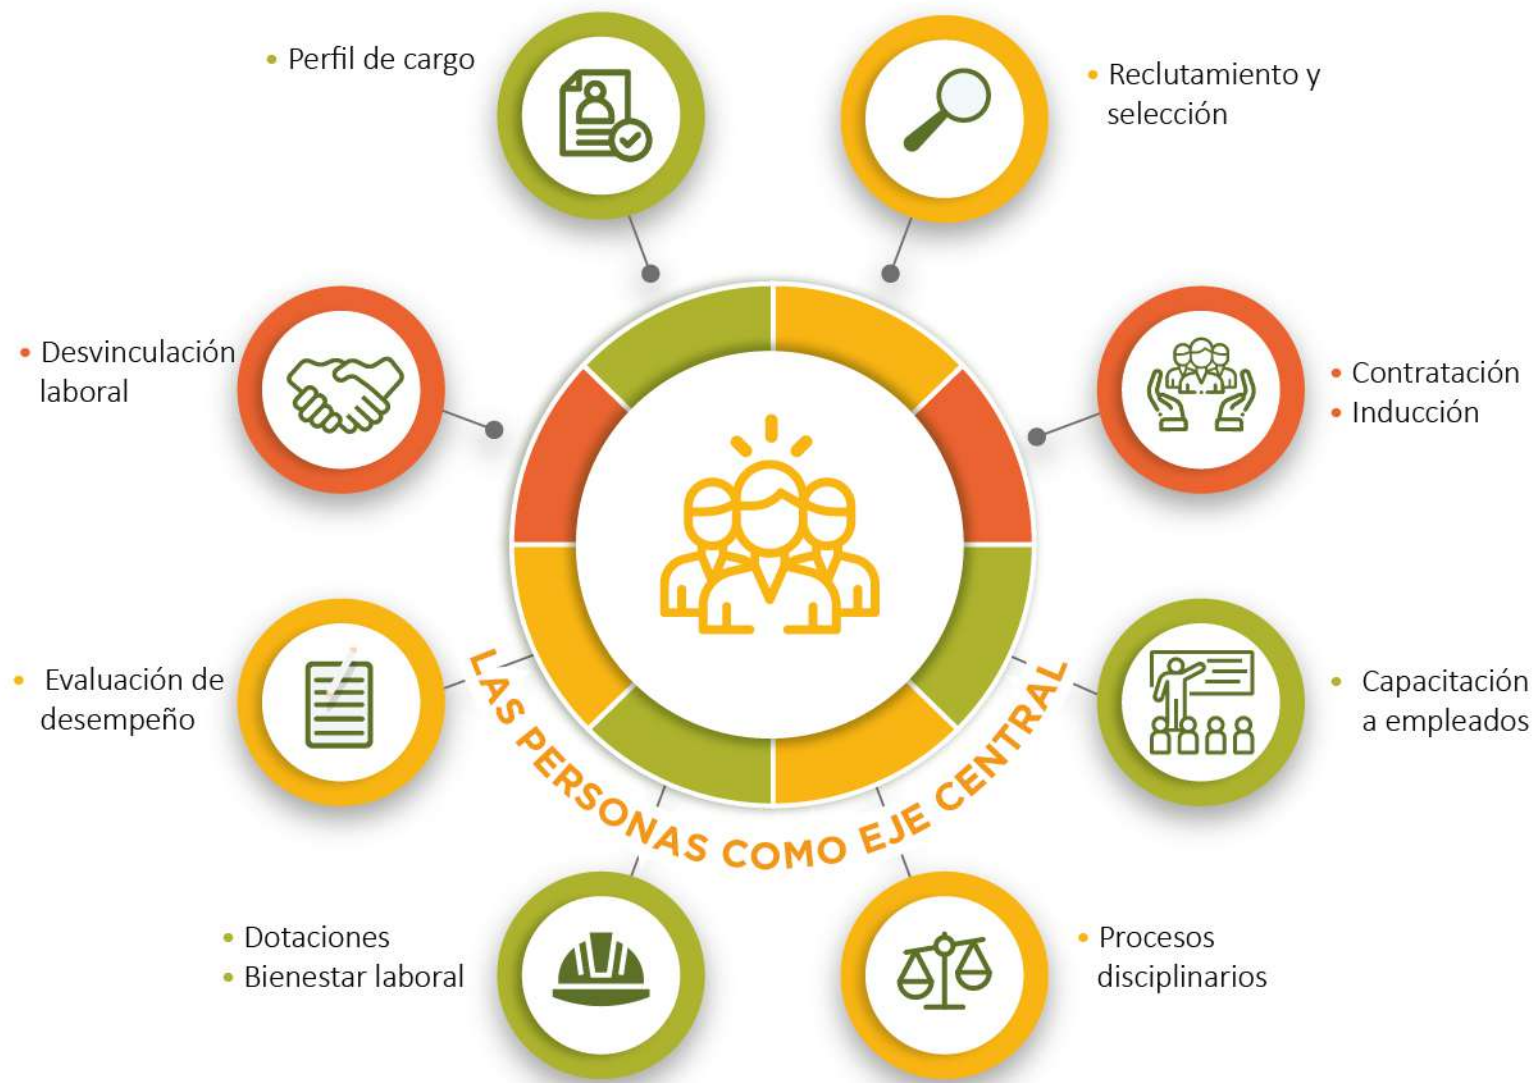 • Perfil de cargo
• Reclutamiento y
selección
• Desvinculación
laboral
• Contratación
• Inducción
• Evaluación de
desempeño
• Capacitación
a empleados
LAS PERSONAS COMO EJE CENTRAL
• Dotaciones
• Bienestar laboral
• Procesos
disciplinarios